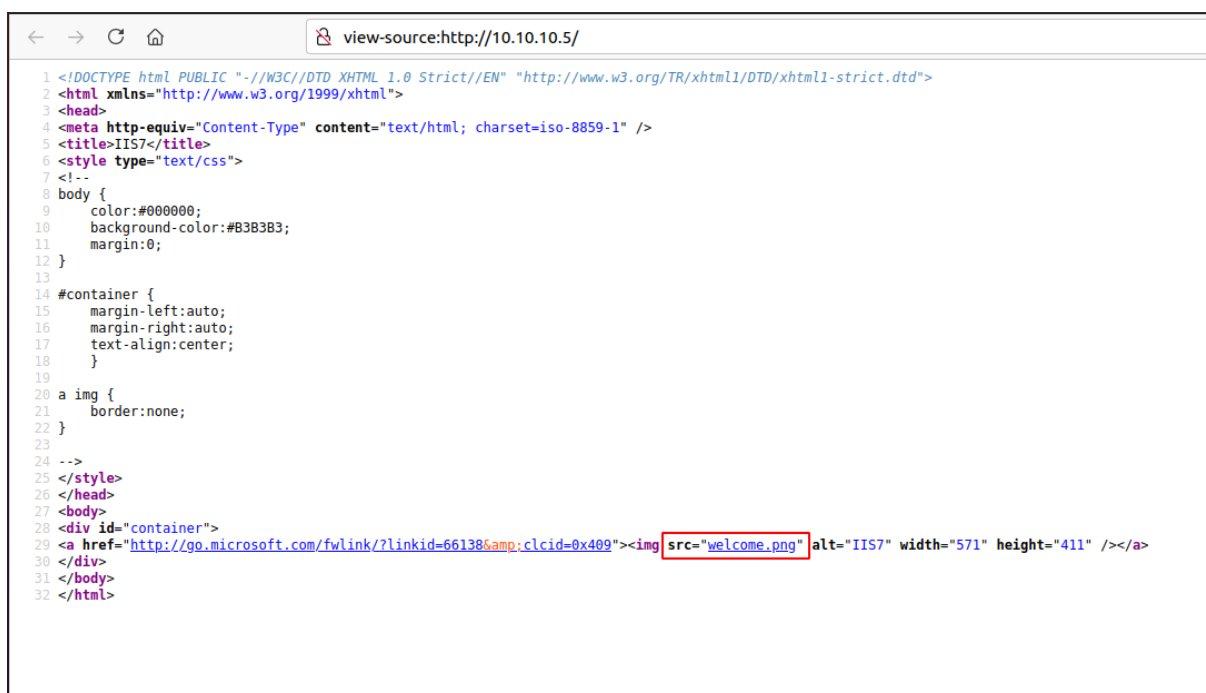 view-source:http://10.10.10.5/
1 <!DOCTYPE html PUBLIC "-//W3C//DTD XHTML 1.0 Strict//EN" "http://www.w3.org/TR/xhtml1/DTD/xhtml1-strict.dtd">
2 <html xmlns="http://www.w3.org/1999/xhtml">
3 <head>
4 <meta http-equiv="Content-Type" content="text/html; charset=iso-8859-1" />
5 <title>IIS7</title>
6 <style type="text/css">
7 <!--
8 body {
9     color:#000000;
10     background-color:#B3B3B3;
11     margin:0;
12 }
13
14 #container {
15     margin-left:auto;
16     margin-right:auto;
17     text-align:center;
18     }
19
20 a img {
21     border:none;
22 }
23
24 -->
25 </style>
26 </head>
27 <body>
28 <div id="container">
29 <a href="http://go.microsoft.com/fwlink/?linkid=66138&amp;clcid=0x409"><img src="welcome.png" alt="IIS7" width="571" height="411" /></a>
30 </div>
31 </body>
32 </html>